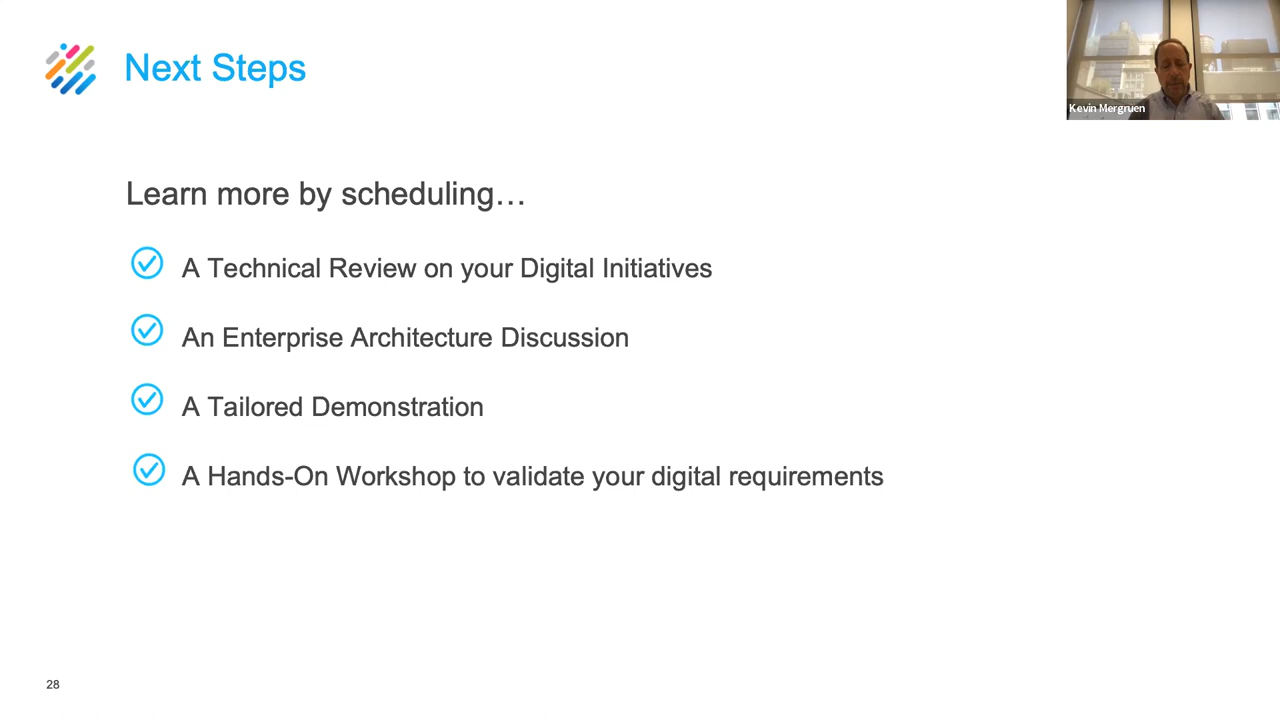 Next Steps
Kevin Mergruen
Learn more by scheduling…
A Technical Review on your Digital Initiatives
An Enterprise Architecture Discussion
A Tailored Demonstration
A Hands-On Workshop to validate your digital requirements
28